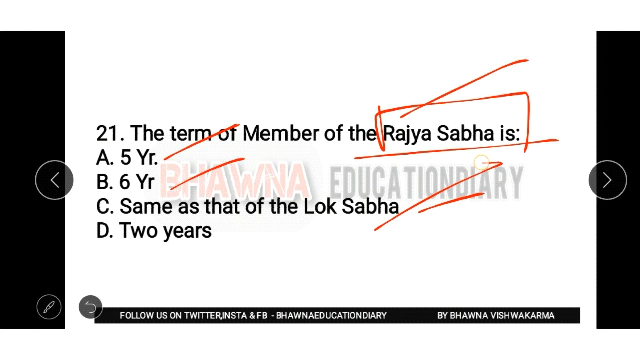 21. The term of Member of the Rajya Sabha is:
A. 5 Yr.
B. 6 Yr
BHAWNA EDUCATIONDIARY
C. Same as that of the Lok Sabha
D. Two years
FOLLOW US ON TWITTER,INSTA & FB - BHAWNAEDUCATIONDIARY BY BHAWNA VISHWAKARMA